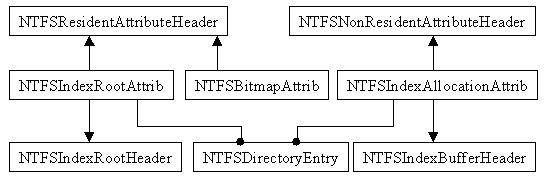 NTFSResidentAttributeHeader
NTFSNonResidentAttributeHeader
NTFSIndexRootAttrib
NTFSBitmapAttrib
NTFSIndexAllocationAttrib
NTFSIndexRootHeader
NTFSDirectoryEntry
NTFSIndexBufferHeader